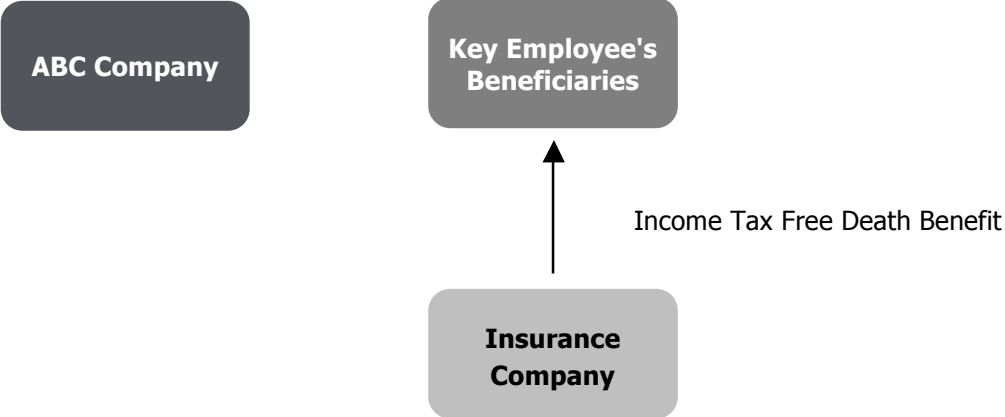 ABC Company
Key Employee's
Beneficiaries
Income Tax Free Death Benefit
Insurance
Company